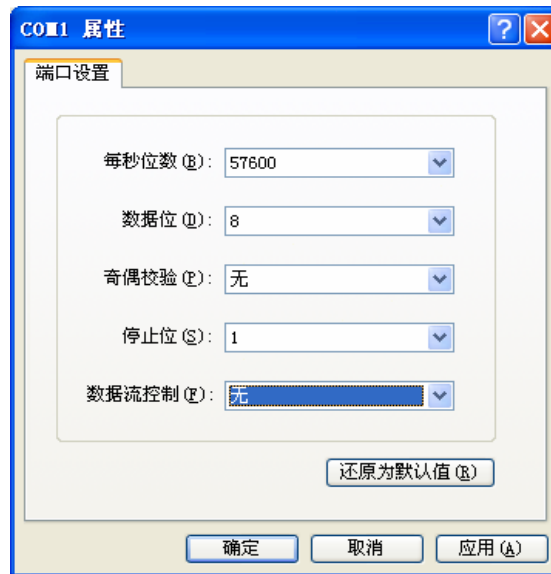 COM1 属性
端口设置
每秒位数(B): 57600
数据位(D): 8
奇偶校验(P): 无
停止位(S): 1
数据流控制(F): 无
还原为默认值(R)
确定 取消 应用(A)